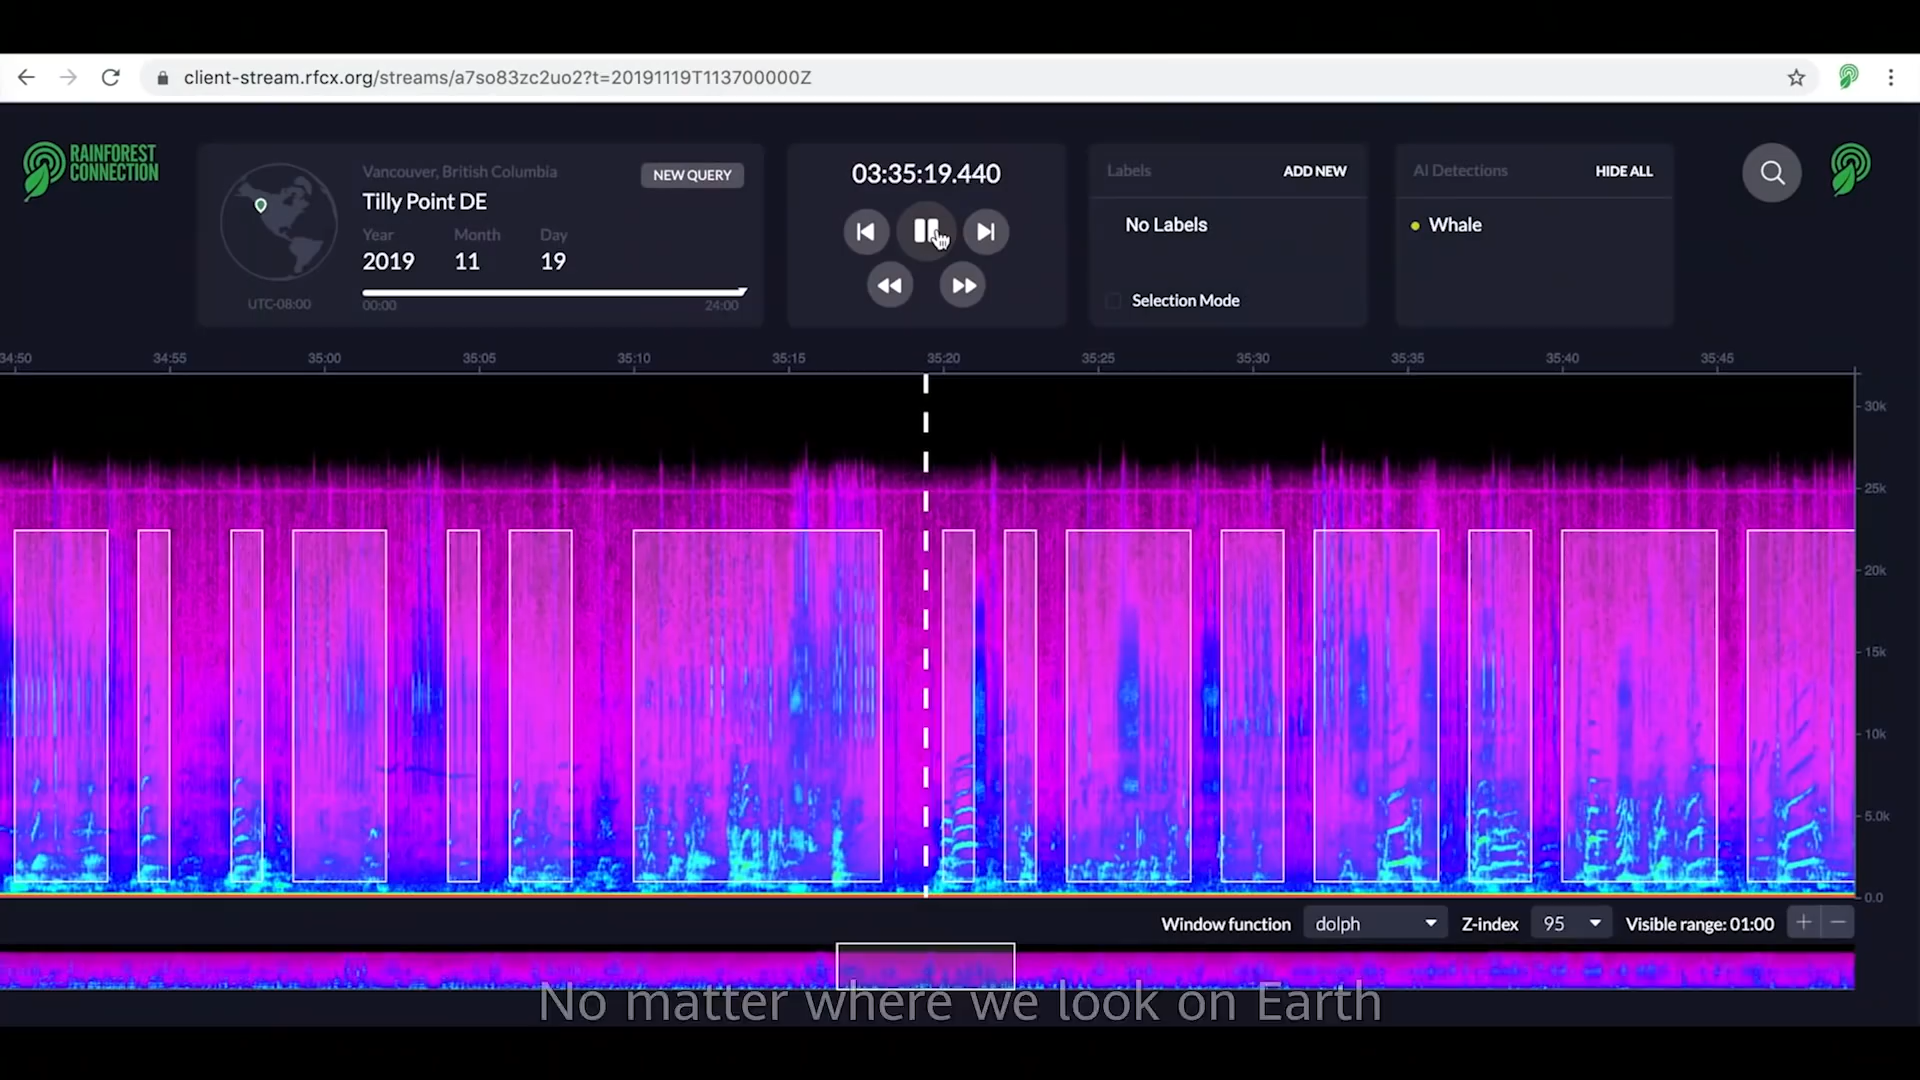 client-stream.rfcx.org/streams/a7so83zc2uo2?t=20191119T113700000Z
RAINFOREST
CONNECTION
Vancouver, British Columbia
NEW QUERY
Tilly Point DE
Year Month Day
2019 11 19
UTC-08:00
00:00 24:00
03:35:19.440
Labels ADD NEW
No Labels
Selection Mode
AI Detections HIDE ALL
Whale
34:50 34:55 35:00 35:05 35:10 35:15 35:20 35:25 35:30 35:35 35:40 35:45
30k
25k
20k
15k
10k
5.0k
0.0
Window function dolph Z-index 95 Visible range: 01:00 + −
No matter where we look on Earth